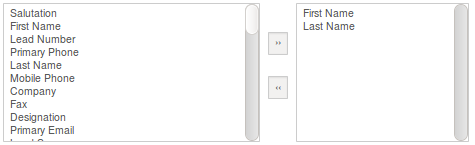 Salutation
First Name
Lead Number
Primary Phone
Last Name
Mobile Phone
Company
Fax
Designation
Primary Email
»
«
First Name
Last Name